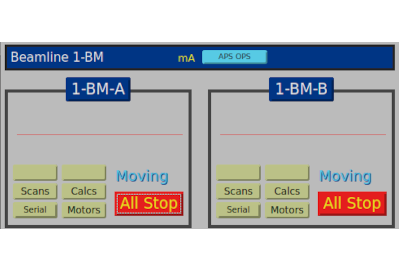 Beamline 1-BM mA APS OPS
1-BM-A
Moving
Scans Calcs
All Stop
Serial Motors
1-BM-B
Moving
Scans Calcs
All Stop
Serial Motors